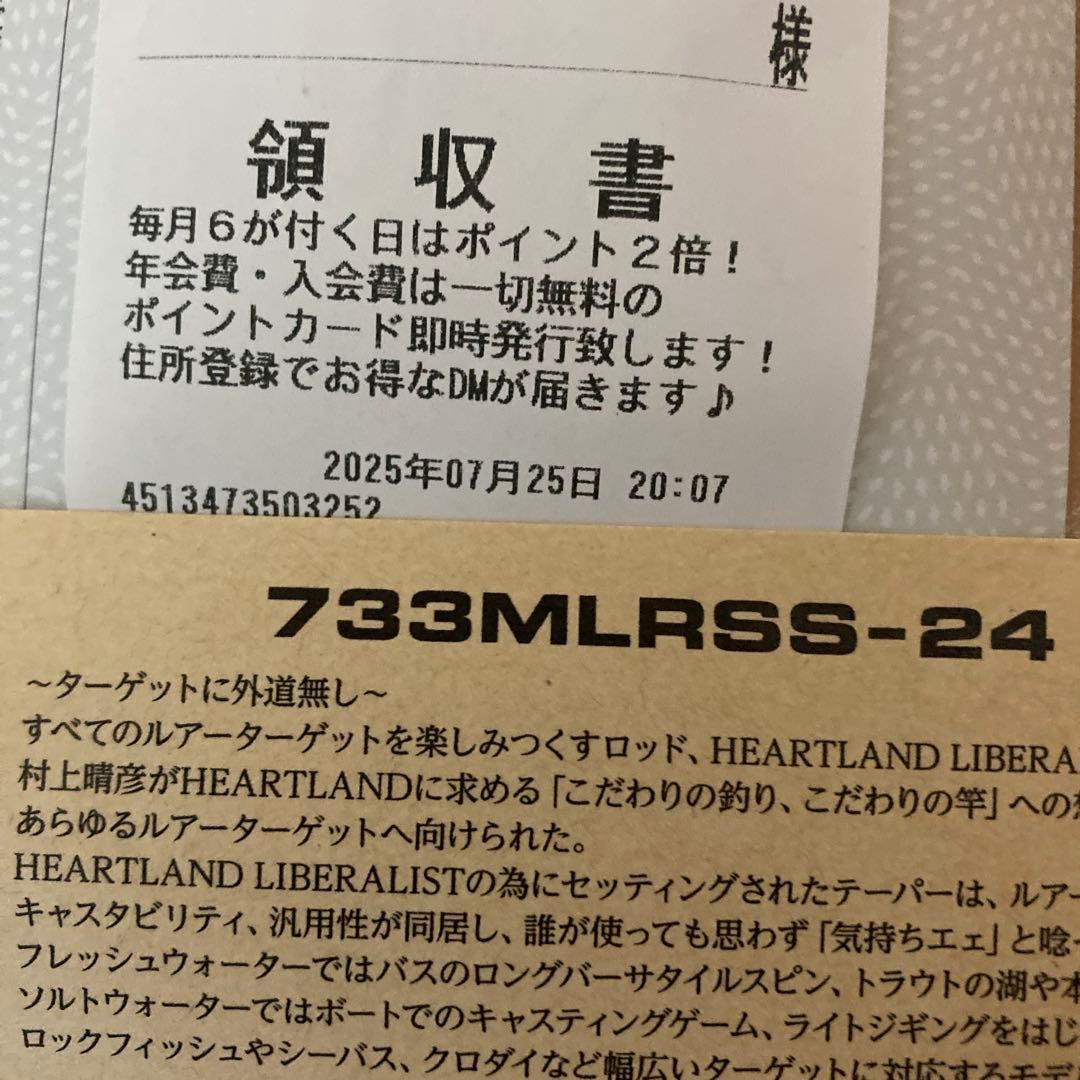 様
領収書
毎月６が付く日はポイント２倍！
年会費・入会費は一切無料の
ポイントカード即時発行致します！
住所登録でお得なDMが届きます♪
2025年07月25日 20:07
4513473503252
733MLRSS-24
～ターゲットに外道無し～
すべてのルアーターゲットを楽しみつくすロッド、HEARTLAND LIBERA
村上晴彦がHEARTLANDに求める「こだわりの釣り、こだわりの竿」への
あらゆるルアーターゲットへ向けられた。
HEARTLAND LIBERALISTの為にセッティングされたテーパーは、ルアー
キャスタビリティ、汎用性が同居し、誰が使っても思わず「気持ちエェ」と唸
フレッシュウォーターではバスのロングバーサタイルスピン、トラウトの湖や本
ソルトウォーターではボートでのキャスティングゲーム、ライトジギングをはじ
ロックフィッシュやシーバス、クロダイなど幅広いターゲットに対応するモデ